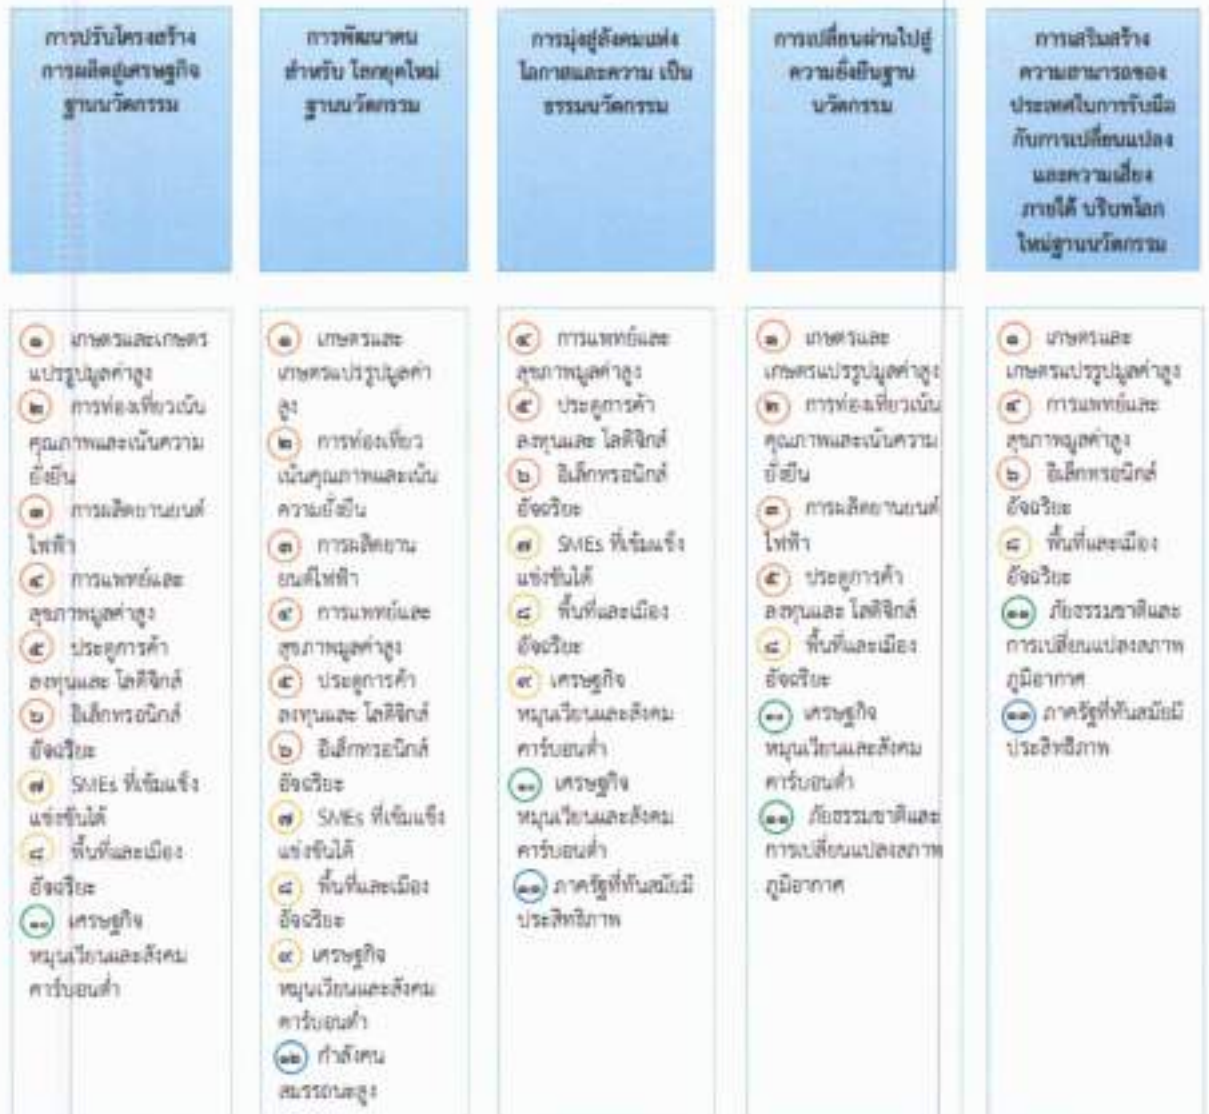 การปรับโครงสร้าง
การผลิตสู่เศรษฐกิจ
ฐานนวัตกรรม
การพัฒนาคน
สำหรับ โลกยุคใหม่
ฐานนวัตกรรม
การมุ่งสู่สังคมแห่ง
โอกาสและความ เป็น
ธรรมนวัตกรรม
การเปลี่ยนผ่านไปสู่
ความยั่งยืนฐาน
นวัตกรรม
การเสริมสร้าง
ความสามารถของ
ประเทศในการรับมือ
กับการเปลี่ยนแปลง
และความเสี่ยง
ภายใต้ บริบทโลก
ใหม่ฐานนวัตกรรม
๑ เกษตรและเกษตร
แปรรูปมูลค่าสูง
๒ การท่องเที่ยวเน้น
คุณภาพและเน้นความ
ยั่งยืน
๓ การผลิตยานยนต์
ไฟฟ้า
๔ การแพทย์และ
สุขภาพมูลค่าสูง
๕ ประตูการค้า
ลงทุนและ โลติจิกส์
๖ อิเล็กทรอนิกส์
อัจฉริยะ
๗ SMEs ที่เข้มแข็ง
แข่งขันได้
๘ พื้นที่และเมือง
อัจฉริยะ
๑๐ เศรษฐกิจ
หมุนเวียนและสังคม
คาร์บอนต่ำ
๑ เกษตรและ
เกษตรแปรรูปมูลค่า
สูง
๒ การท่องเที่ยว
เน้นคุณภาพและเน้น
ความยั่งยืน
๓ การผลิตยาน
ยนต์ไฟฟ้า
๔ การแพทย์และ
สุขภาพมูลค่าสูง
๕ ประตูการค้า
ลงทุนและ โลติจิกส์
๖ อิเล็กทรอนิกส์
อัจฉริยะ
๗ SMEs ที่เข้มแข็ง
แข่งขันได้
๘ พื้นที่และเมือง
อัจฉริยะ
๙ เศรษฐกิจ
หมุนเวียนและสังคม
คาร์บอนต่ำ
๑๒ กำลังคน
สมรรถนะสูง
๔ การแพทย์และ
สุขภาพมูลค่าสูง
๕ ประตูการค้า
ลงทุนและ โลติจิกส์
๖ อิเล็กทรอนิกส์
อัจฉริยะ
๗ SMEs ที่เข้มแข็ง
แข่งขันได้
๘ พื้นที่และเมือง
อัจฉริยะ
๙ เศรษฐกิจ
หมุนเวียนและสังคม
คาร์บอนต่ำ
๑๐ เศรษฐกิจ
หมุนเวียนและสังคม
คาร์บอนต่ำ
๑๓ ภาครัฐที่ทันสมัยมี
ประสิทธิภาพ
๑ เกษตรและ
เกษตรแปรรูปมูลค่าสูง
๒ การท่องเที่ยวเน้น
คุณภาพและเน้นความ
ยั่งยืน
๓ การผลิตยานยนต์
ไฟฟ้า
๕ ประตูการค้า
ลงทุนและ โลติจิกส์
๘ พื้นที่และเมือง
อัจฉริยะ
๑๐ เศรษฐกิจ
หมุนเวียนและสังคม
คาร์บอนต่ำ
๑๑ ภัยธรรมชาติและ
การเปลี่ยนแปลงสภาพ
ภูมิอากาศ
๑ เกษตรและ
เกษตรแปรรูปมูลค่าสูง
๔ การแพทย์และ
สุขภาพมูลค่าสูง
๖ อิเล็กทรอนิกส์
อัจฉริยะ
๘ พื้นที่และเมือง
อัจฉริยะ
๑๑ ภัยธรรมชาติและ
การเปลี่ยนแปลงสภาพ
ภูมิอากาศ
๑๓ ภาครัฐที่ทันสมัยมี
ประสิทธิภาพ